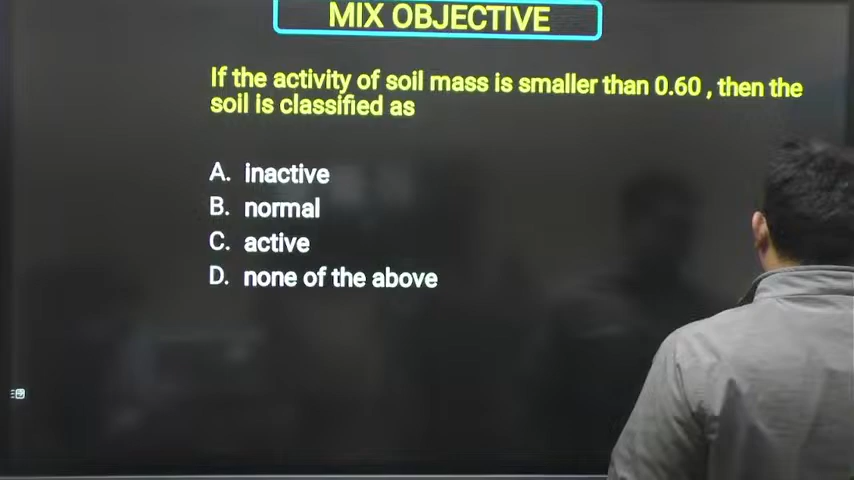 MIX OBJECTIVE
If the activity of soil mass is smaller than 0.60 , then the
soil is classified as
A. inactive
B. normal
C. active
D. none of the above